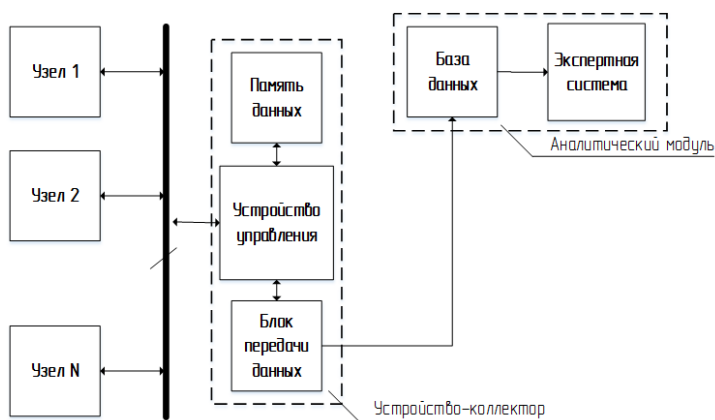 Узел 1
Узел 2
Узел N
Память
данных
Устройство
управления
Блок
передачи
данных
Устройство-коллектор
База
данных
Экспертная
система
Аналитический модуль